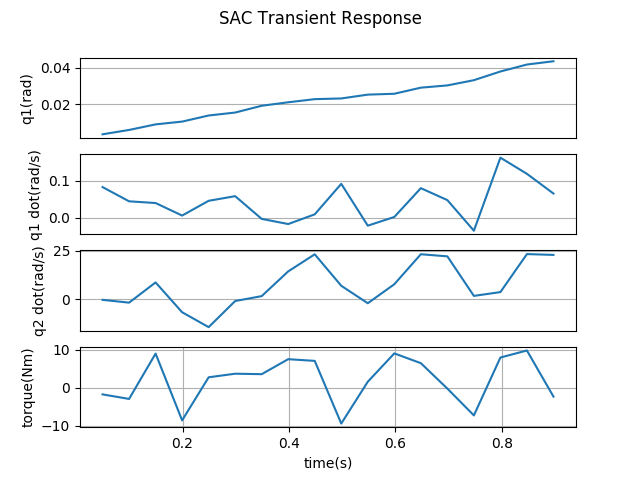 SAC Transient Response
q1(rad)
0.04
0.02
q1 dot(rad/s)
0.1
0.0
q2 dot(rad/s)
25
0
torque(Nm)
10
0
−10
0.2 0.4 0.6 0.8
time(s)